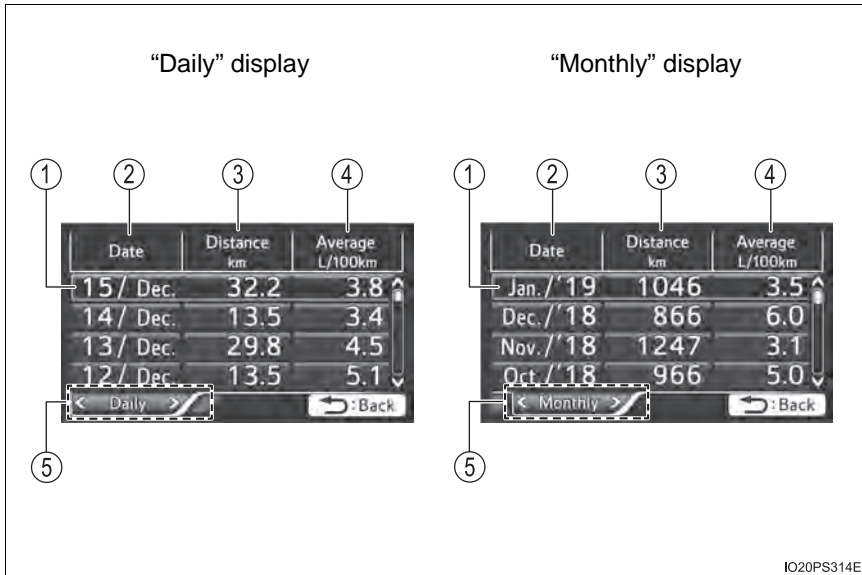 “Daily” display
① ② ③ ④
Date Distance km Average L/100km
15/ Dec. 32.2 3.8
14/ Dec. 13.5 3.4
13/ Dec. 29.8 4.5
12/ Dec. 13.5 5.1
< Daily > :Back
⑤
“Monthly” display
① ② ③ ④
Date Distance km Average L/100km
Jan./'19 1046 3.5
Dec./'18 866 6.0
Nov./'18 1247 3.1
Oct./'18 966 5.0
< Monthly > :Back
⑤
IO20PS314E